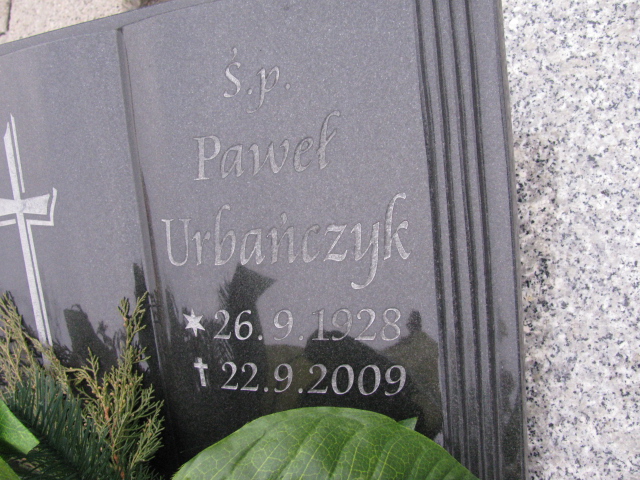 Ś.p.
Paweł
Urbańczyk
* 26.9.1928
✝ 22.9.2009